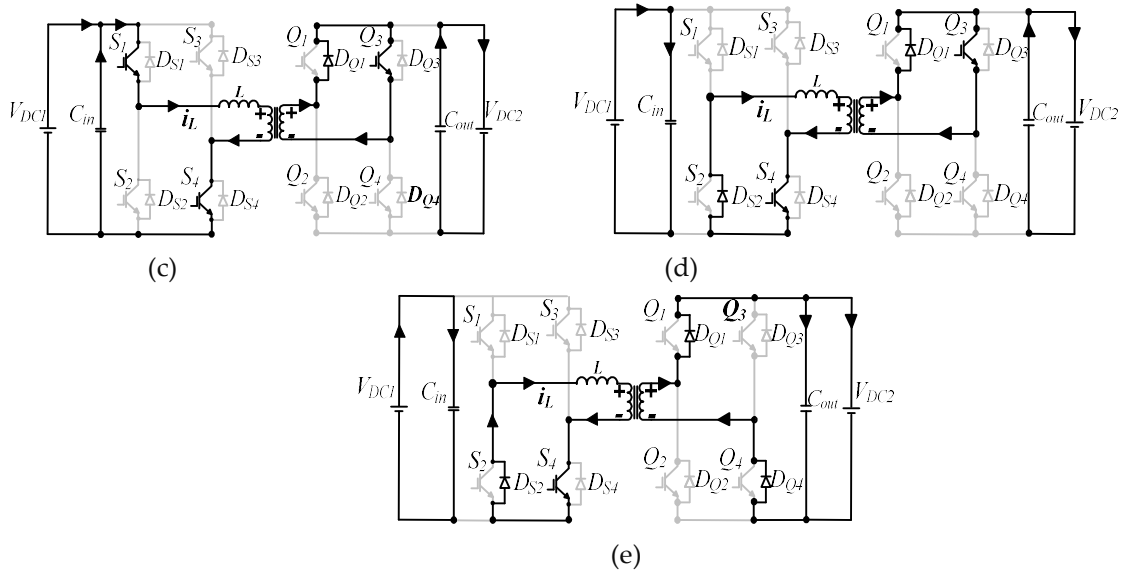 S1 DS1 S3 DS3 Q1 DQ1 Q3 DQ3
VDC1 Cin iL L + - + - Cout VDC2
S2 DS2 S4 DS4 Q2 DQ2 Q4 DQ4
(c)
S1 DS1 S3 DS3 Q1 DQ1 Q3 DQ3
VDC1 Cin iL L + - + - Cout VDC2
S2 DS2 S4 DS4 Q2 DQ2 Q4 DQ4
(d)
S1 DS1 S3 DS3 Q1 DQ1 Q3 DQ3
VDC1 Cin iL L + - + - Cout VDC2
S2 DS2 S4 DS4 Q2 DQ2 Q4 DQ4
(e)